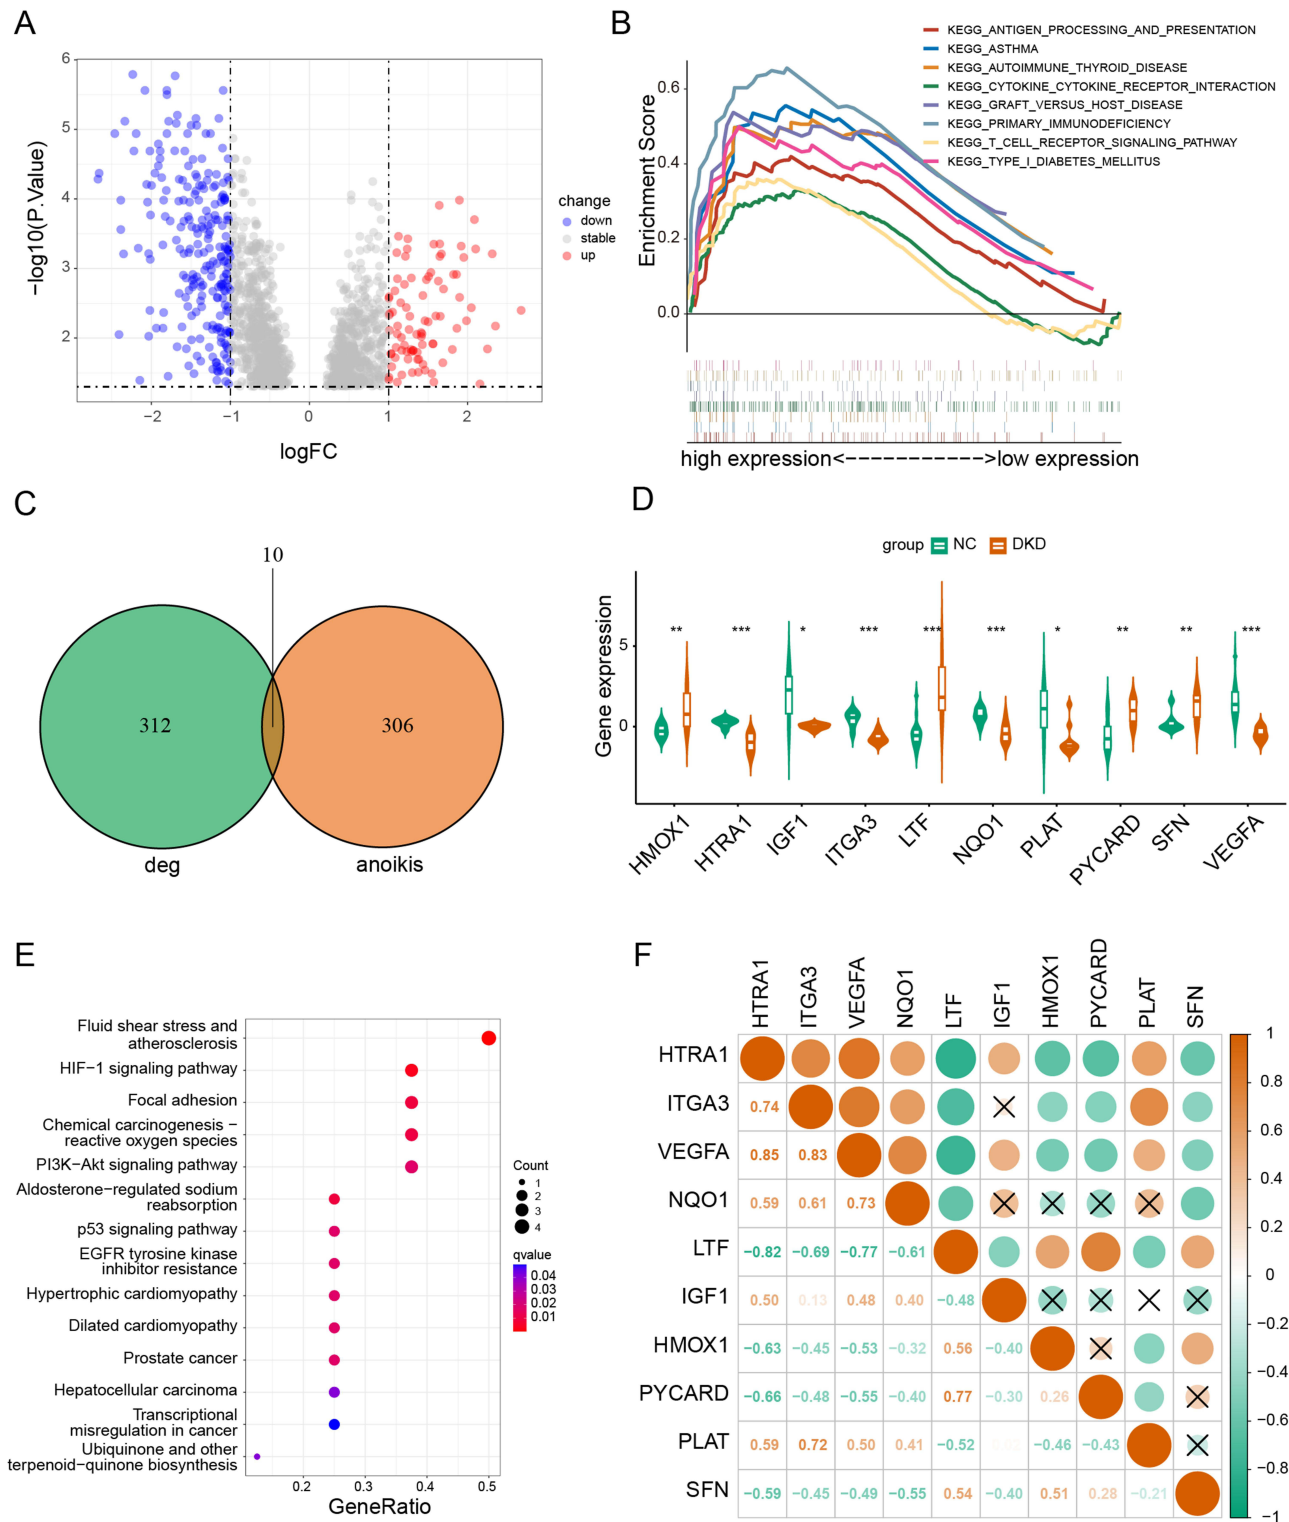 A
6
5
4
3
2
−log10(P.Value)
−2
−1
0
1
2
logFC
change
down
stable
up
B
KEGG_ANTIGEN_PROCESSING_AND_PRESENTATION
KEGG_ASTHMA
KEGG_AUTOIMMUNE_THYROID_DISEASE
KEGG_CYTOKINE_CYTOKINE_RECEPTOR_INTERACTION
KEGG_GRAFT_VERSUS_HOST_DISEASE
KEGG_PRIMARY_IMMUNODEFICIENCY
KEGG_T_CELL_RECEPTOR_SIGNALING_PATHWAY
KEGG_TYPE_I_DIABETES_MELLITUS
0.6
0.4
0.2
0.0
Enrichment Score
high expression<------------>low expression
C
10
312
306
deg
anoikis
D
group NC DKD
Gene expression
5
0
** *** * *** *** *** * ** ** ***
HMOX1
HTRA1
IGF1
ITGA3
LTF
NQO1
PLAT
PYCARD
SFN
VEGFA
E
Fluid shear stress and
atherosclerosis
HIF−1 signaling pathway
Focal adhesion
Chemical carcinogenesis −
reactive oxygen species
PI3K−Akt signaling pathway
Aldosterone−regulated sodium
reabsorption
p53 signaling pathway
EGFR tyrosine kinase
inhibitor resistance
Hypertrophic cardiomyopathy
Dilated cardiomyopathy
Prostate cancer
Hepatocellular carcinoma
Transcriptional
misregulation in cancer
Ubiquinone and other
terpenoid−quinone biosynthesis
0.2
0.3
0.4
0.5
GeneRatio
Count
1
2
3
4
qvalue
0.04
0.03
0.02
0.01
F
HTRA1
ITGA3
VEGFA
NQO1
LTF
IGF1
HMOX1
PYCARD
PLAT
SFN
HTRA1
ITGA3 0.74
VEGFA 0.85 0.83
NQO1 0.59 0.61 0.73
LTF −0.82 −0.69 −0.77 −0.61
IGF1 0.50 0.13 0.48 0.40 −0.48
HMOX1 −0.63 −0.45 −0.53 −0.32 0.56 −0.40
PYCARD −0.66 −0.48 −0.55 −0.40 0.77 −0.30 0.26
PLAT 0.59 0.72 0.50 0.41 −0.52 −0.46 −0.43
SFN −0.59 −0.45 −0.49 −0.55 0.54 −0.40 0.51 0.28 −0.21
1
0.8
0.6
0.4
0.2
0
−0.2
−0.4
−0.6
−0.8
−1